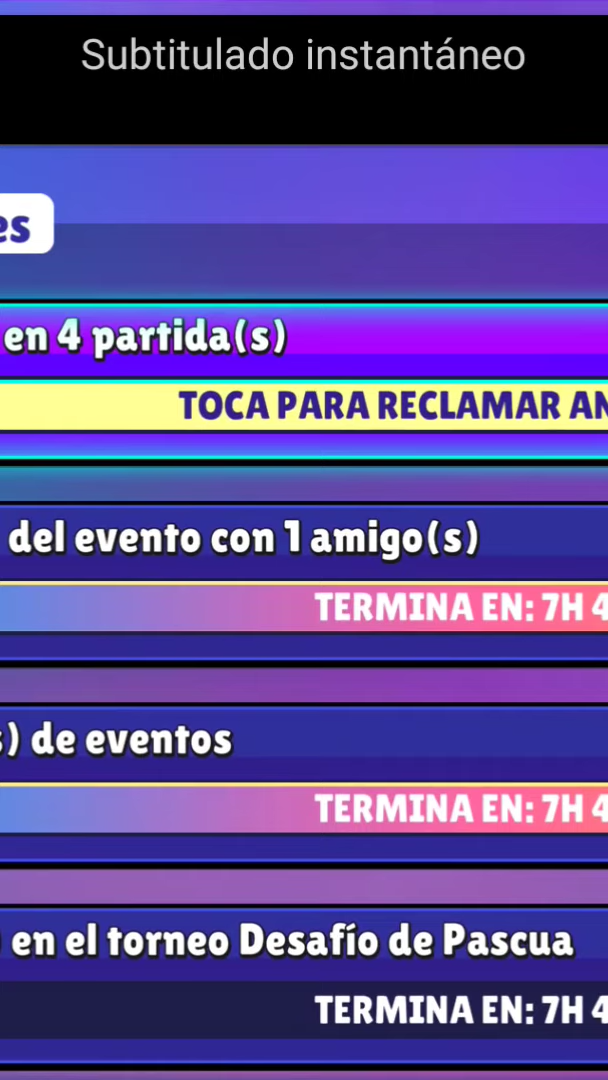 Subtitulado instantáneo
es
en 4 partida(s)
TOCA PARA RECLAMAR AN
del evento con 1 amigo(s)
TERMINA EN: 7H 4
s) de eventos
TERMINA EN: 7H 4
en el torneo Desafío de Pascua
TERMINA EN: 7H 4